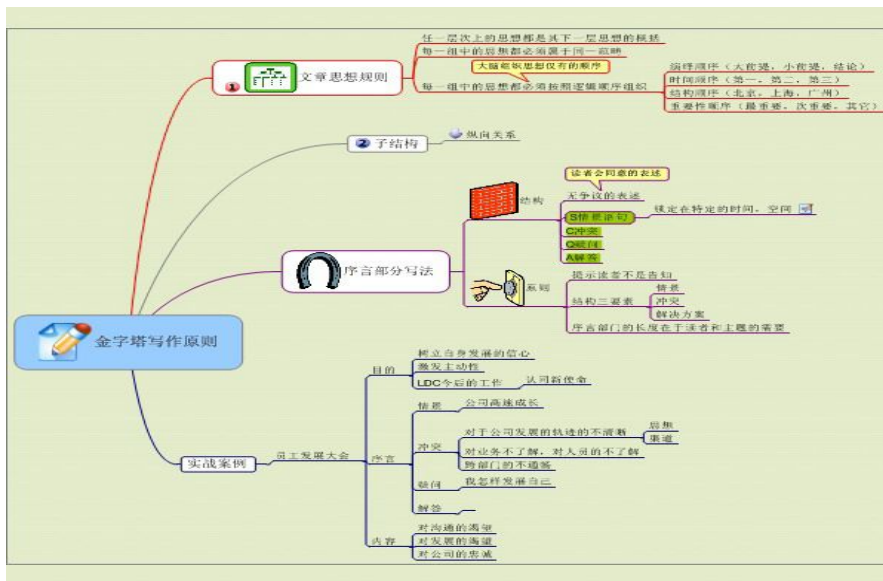 金字塔写作原则
1
文章思想规则
任一层次上的思想都是其下一层思想的概括
每一组中的思想都必须属于同一范畴
大脑组织思想仅有的顺序
每一组中的思想都必须按照逻辑顺序组织
演绎顺序（大前提，小前提，结论）
时间顺序（第一，第二，第三）
结构顺序（北京，上海，广州）
重要性顺序（最重要，次重要，其它）
2
子结构
纵向关系
序言部分写法
结构
读者会同意的表述
无争议的表述
S情景语句
锁定在特定的时间，空间
C冲突
Q疑问
A解答
原则
提示读者不是告知
结构三要素
情景
冲突
解决方案
序言部门的长度在于读者和主题的需要
实战案例
员工发展大会
目的
树立自身发展的信心
激发主动性
LDC今后的工作
认同新使命
序言
情景
公司高速成长
冲突
对于公司发展的轨迹的不清晰
思想
渠道
对业务不了解，对人员的不了解
跨部门的不通畅
疑问
我怎样发展自己
解答
内容
对沟通的渴望
对发展的渴望
对公司的忠诚